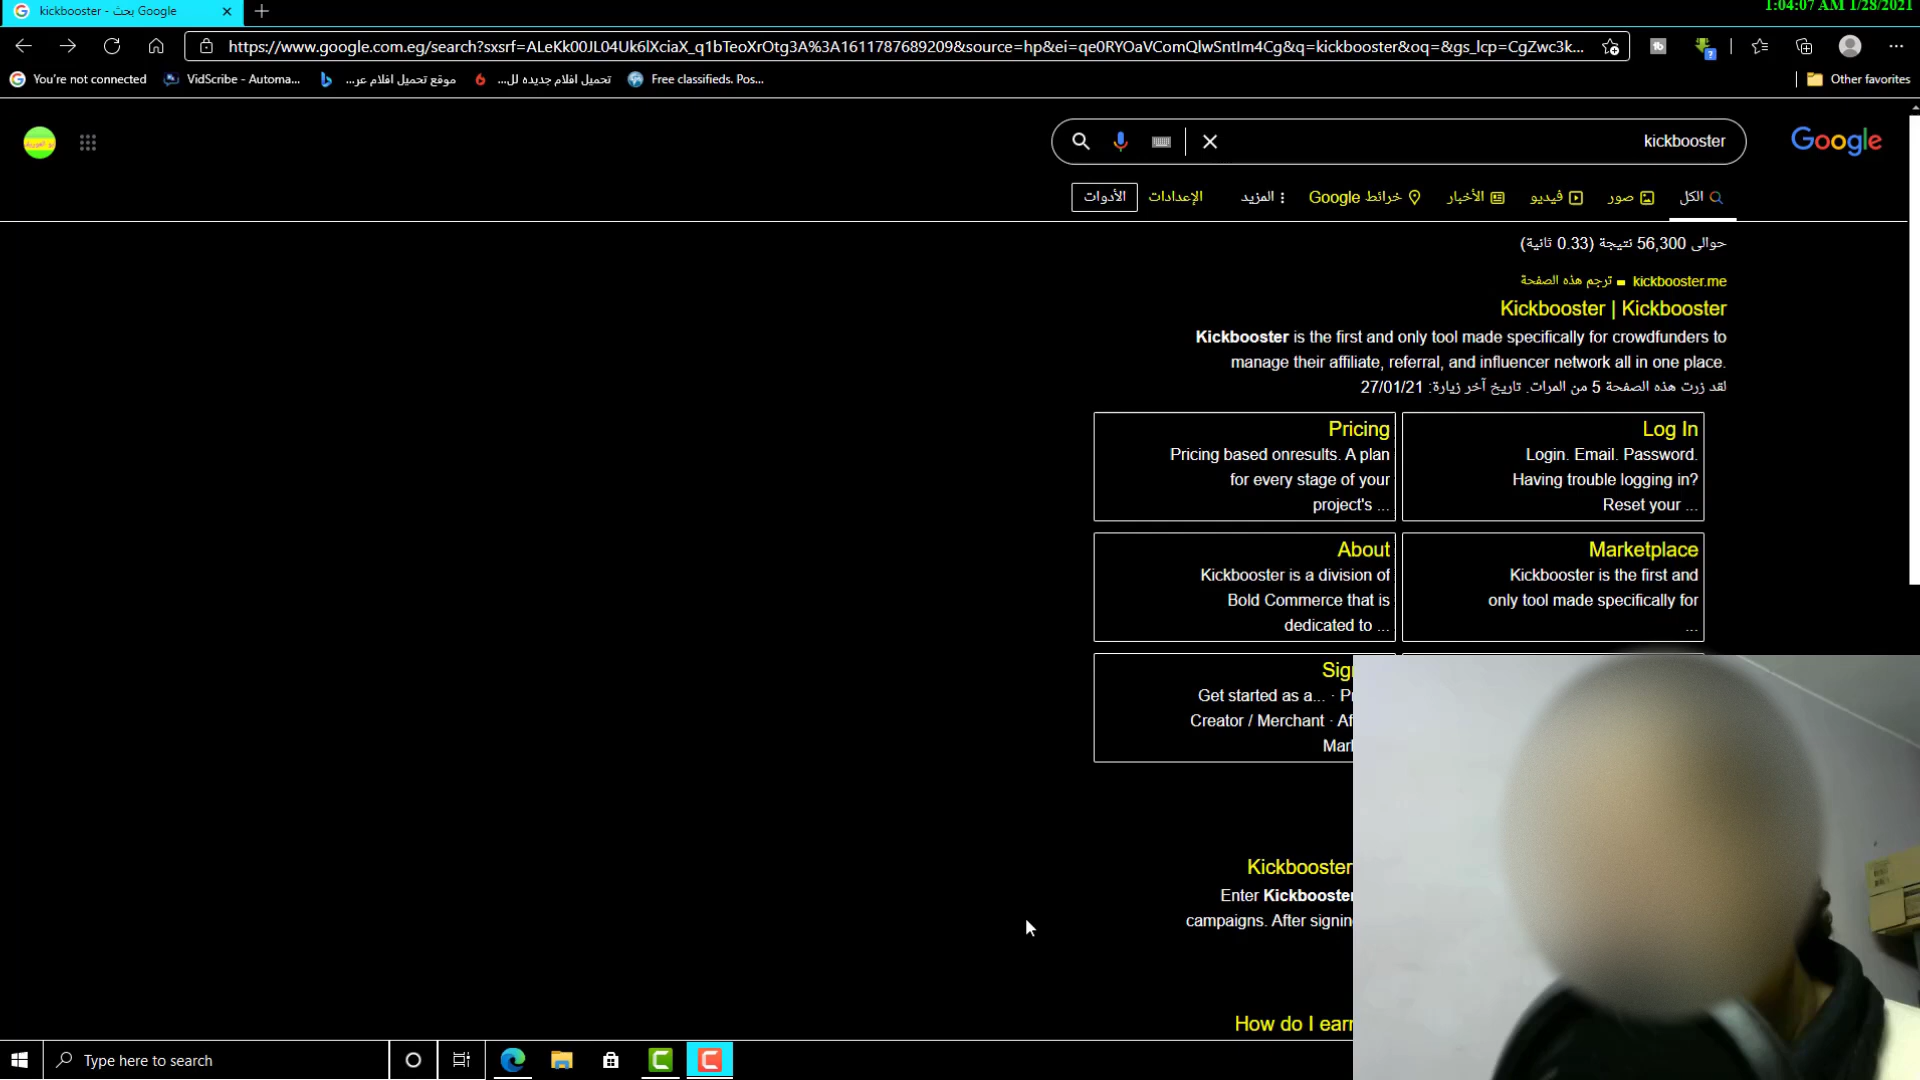 kickbooster - بحث Google
1:04:07 AM 1/28/2021
https://www.google.com.eg/search?sxsrf=ALeKk00JL04Uk6lXciaX_q1bTeoXrOtg3A%3A1611787689209&source=hp&ei=qe0RYOaVComQlwSntIm4Cg&q=kickbooster&oq=&gs_lcp=CgZwc3k...
You're not connected
VidScribe - Automa...
موقع تحميل افلام عر...
تحميل افلام جديده لل...
Free classifieds. Pos...
Other favorites
kickbooster
Google
الكل
صور
فيديو
الأخبار
خرائط Google
المزيد
الإعدادات
الأدوات
حوالى 56,300 نتيجة (0.33 ثانية)
kickbooster.me ▬ ترجم هذه الصفحة
Kickbooster | Kickbooster
Kickbooster is the first and only tool made specifically for crowdfunders to
manage their affiliate, referral, and influencer network all in one place.
لقد زرت هذه الصفحة 5 من المرات. تاريخ آخر زيارة: 27/01/21
Log In
Login. Email. Password.
Having trouble logging in?
Reset your ...
Pricing
Pricing based onresults. A plan
for every stage of your
project's ...
Marketplace
Kickbooster is the first and
only tool made specifically for
...
About
Kickbooster is a division of
Bold Commerce that is
dedicated to ...
Sig
Get started as a... · P
Creator / Merchant · Af
Mar
Kickbooster
Enter Kickbooster
campaigns. After signin
How do I ear
Type here to search